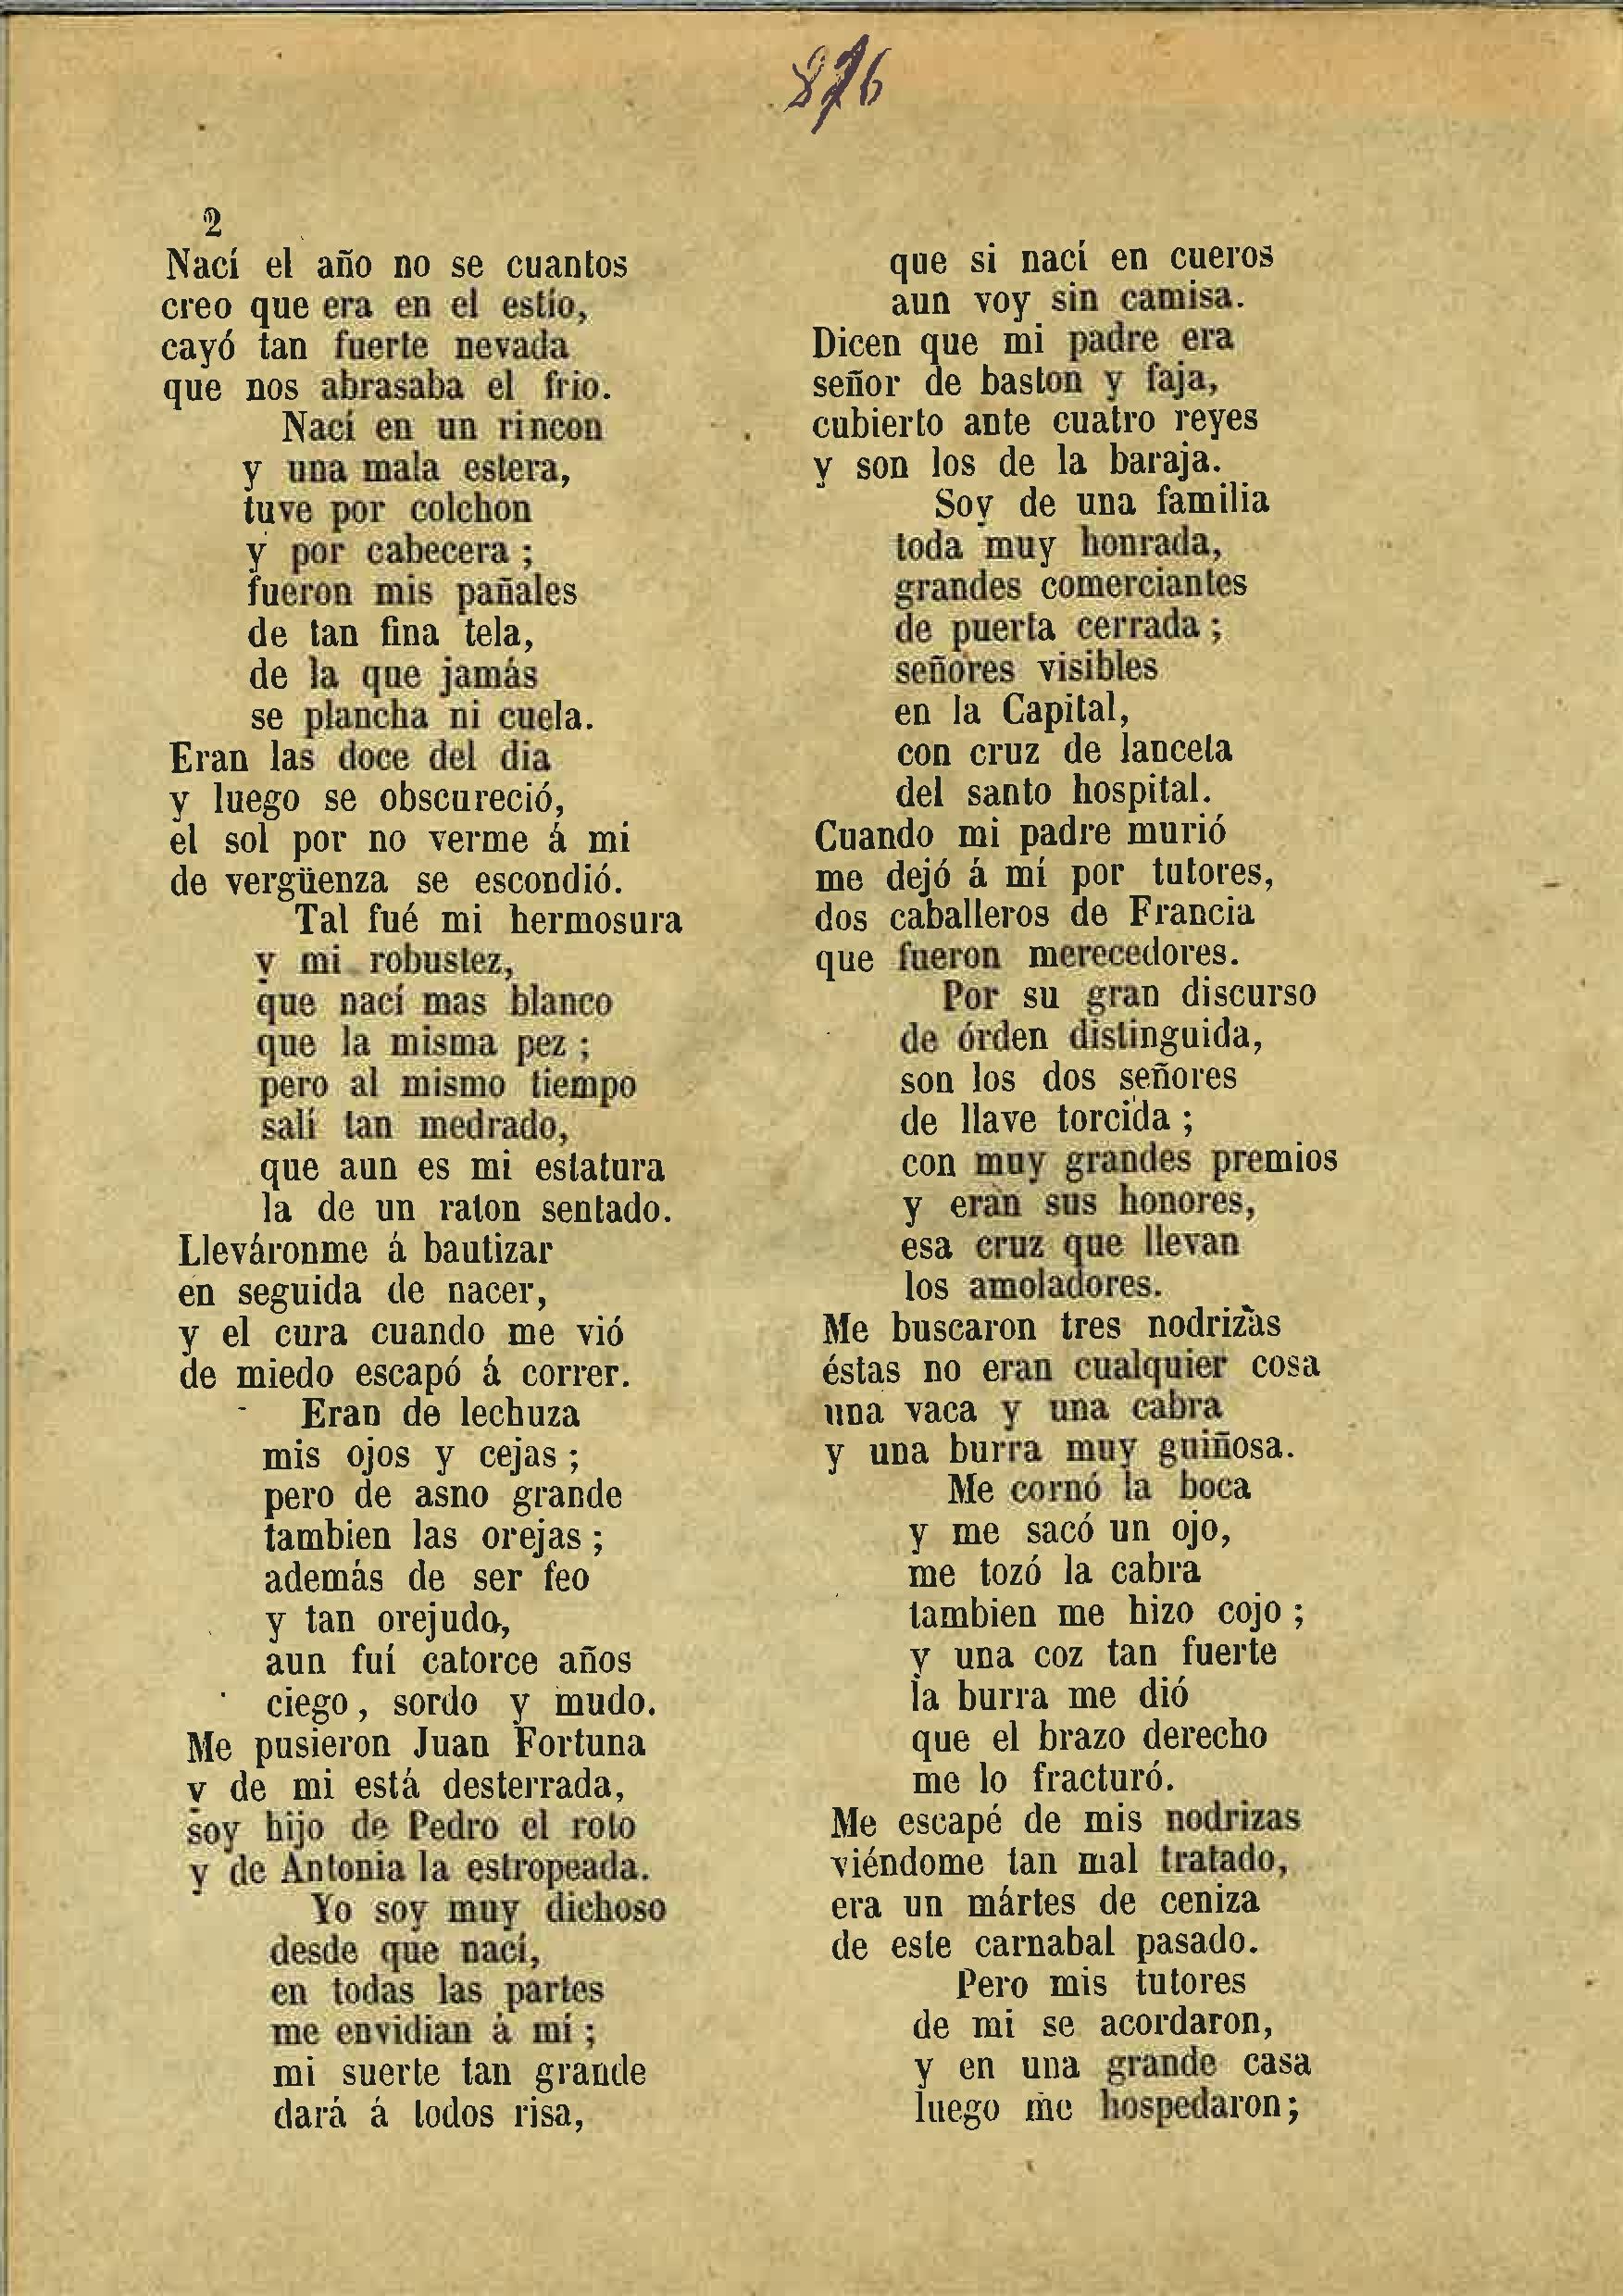 876
2
Nací el año no se cuantos
creo que era en el estío,
cayó tan fuerte nevada
que nos abrasaba el frio.
Nací en un rincon
y una mala estera,
tuve por colchon
y por cabecera ;
fueron mis pañales
de tan fina tela,
de la que jamás
se plancha ni cuela.
Eran las doce del dia
y luego se obscureció,
el sol por no verme á mi
de vergüenza se escondió.
Tal fué mi hermosura
y mi robustez,
que nací mas blanco
que la misma pez ;
pero al mismo tiempo
salí tan medrado,
que aun es mi estatura
la de un raton sentado.
Lleváronme á bautizar
en seguida de nacer,
y el cura cuando me vió
de miedo escapó á correr.
Eran de lechuza
mis ojos y cejas ;
pero de asno grande
tambien las orejas ;
además de ser feo
y tan orejudo,
aun fuí catorce años
ciego, sordo y mudo.
Me pusieron Juan Fortuna
y de mi está desterrada,
soy hijo de Pedro el roto
y de Antonia la estropeada.
Yo soy muy dichoso
desde que nací,
en todas las partes
me envidian á mí ;
mi suerte tan grande
dará á todos risa,
que si nací en cueros
aun voy sin camisa.
Dicen que mi padre era
señor de baston y faja,
cubierto ante cuatro reyes
y son los de la baraja.
Soy de una familia
toda muy honrada,
grandes comerciantes
de puerta cerrada ;
señores visibles
en la Capital,
con cruz de lanceta
del santo hospital.
Cuando mi padre murió
me dejó á mí por tutores,
dos caballeros de Francia
que fueron merecedores.
Por su gran discurso
de órden distinguida,
son los dos señores
de llave torcida ;
con muy grandes premios
y eran sus honores,
esa cruz que llevan
los amoladores.
Me buscaron tres nodrizas
éstas no eran cualquier cosa
una vaca y una cabra
y una burra muy guiñosa.
Me cornó la boca
y me sacó un ojo,
me tozó la cabra
tambien me hizo cojo ;
y una coz tan fuerte
la burra me dió
que el brazo derecho
me lo fracturó.
Me escapé de mis nodrizas
viéndome tan mal tratado,
era un mártes de ceniza
de este carnabal pasado.
Pero mis tutores
de mi se acordaron,
y en una grande casa
luego me hospedaron;